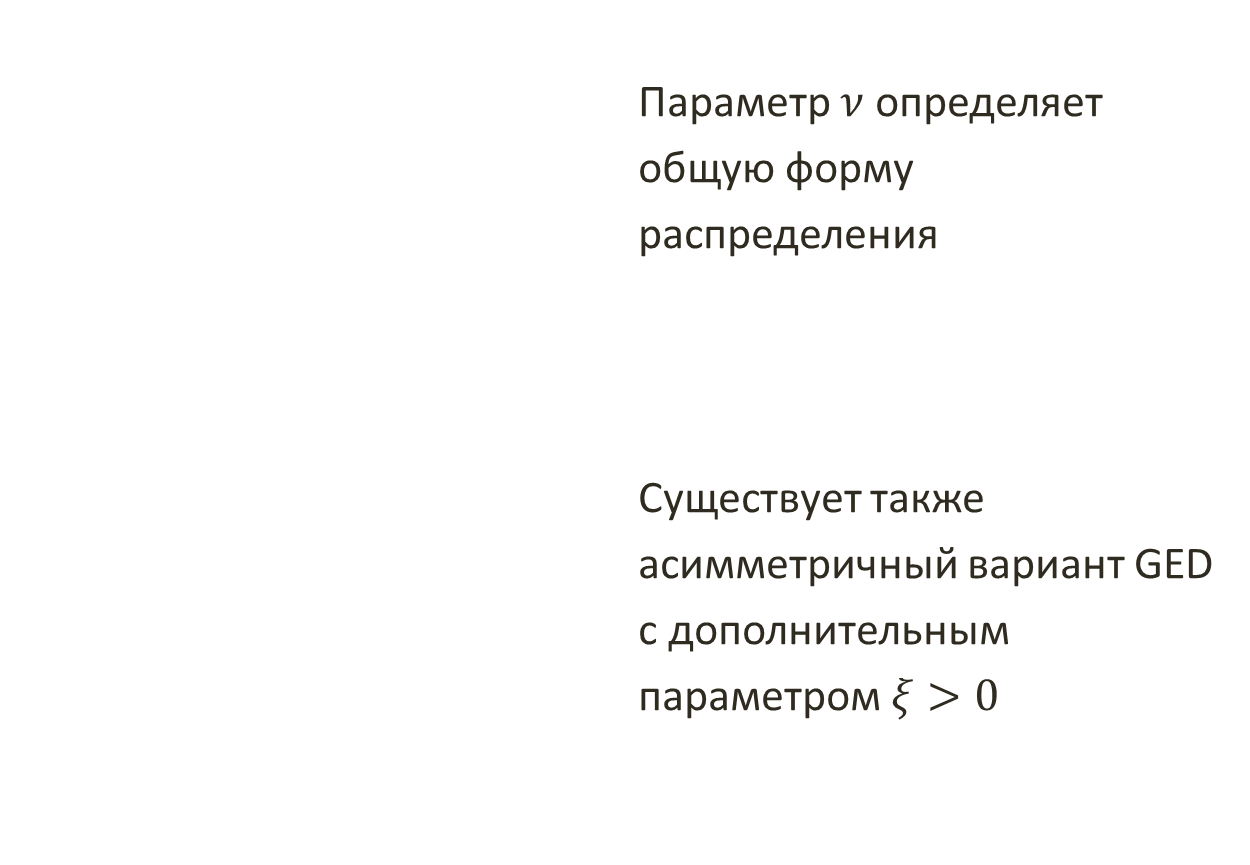 Параметр 𝜈 определяет
общую форму
распределения
Существует также
асимметричный вариант GED
с дополнительным
параметром 𝜉 > 0